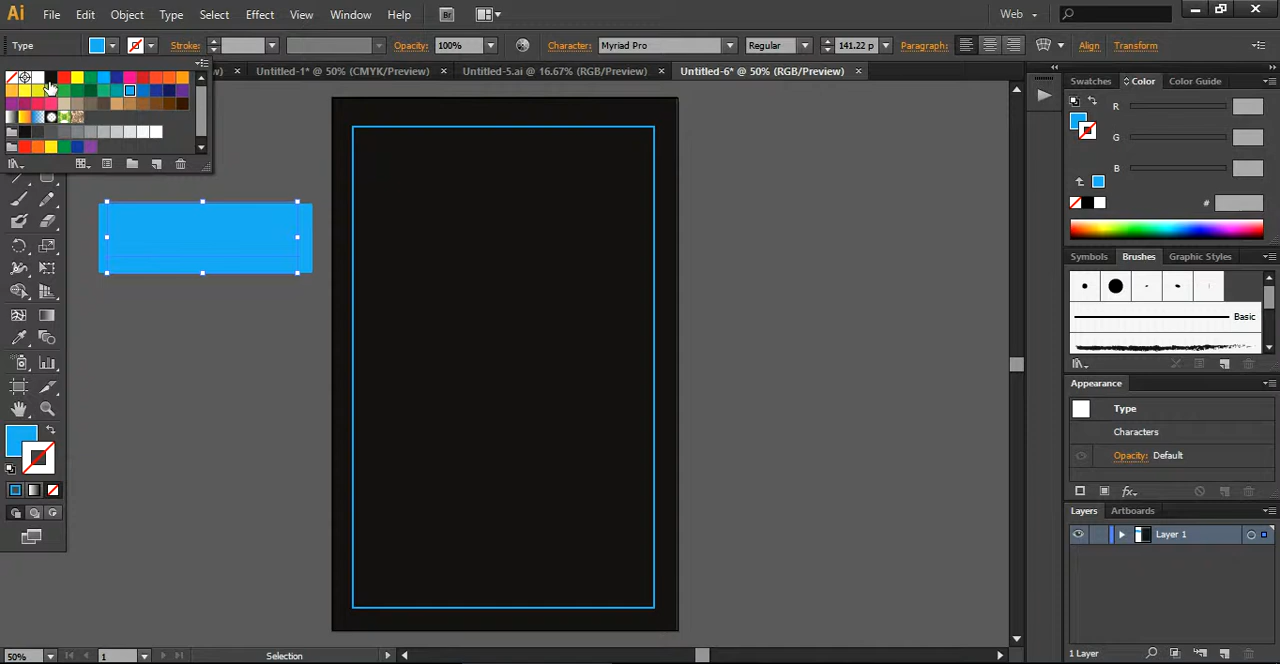 Ai File Edit Object Type Select Effect View Window Help Br Web
Type Stroke: Opacity: 100% Character: Myriad Pro Regular 141.22 p Paragraph: Align Transform
Untitled-1* @ 50% (CMYK/Preview) Untitled-5.ai @ 16.67% (RGB/Preview) Untitled-6* @ 50% (RGB/Preview)
Swatches Color Color Guide
R
G
B
#
Symbols Brushes Graphic Styles
Basic
Appearance
Type
Characters
Opacity: Default
fx
Layers Artboards
Layer 1
1 Layer
50% 1 Selection